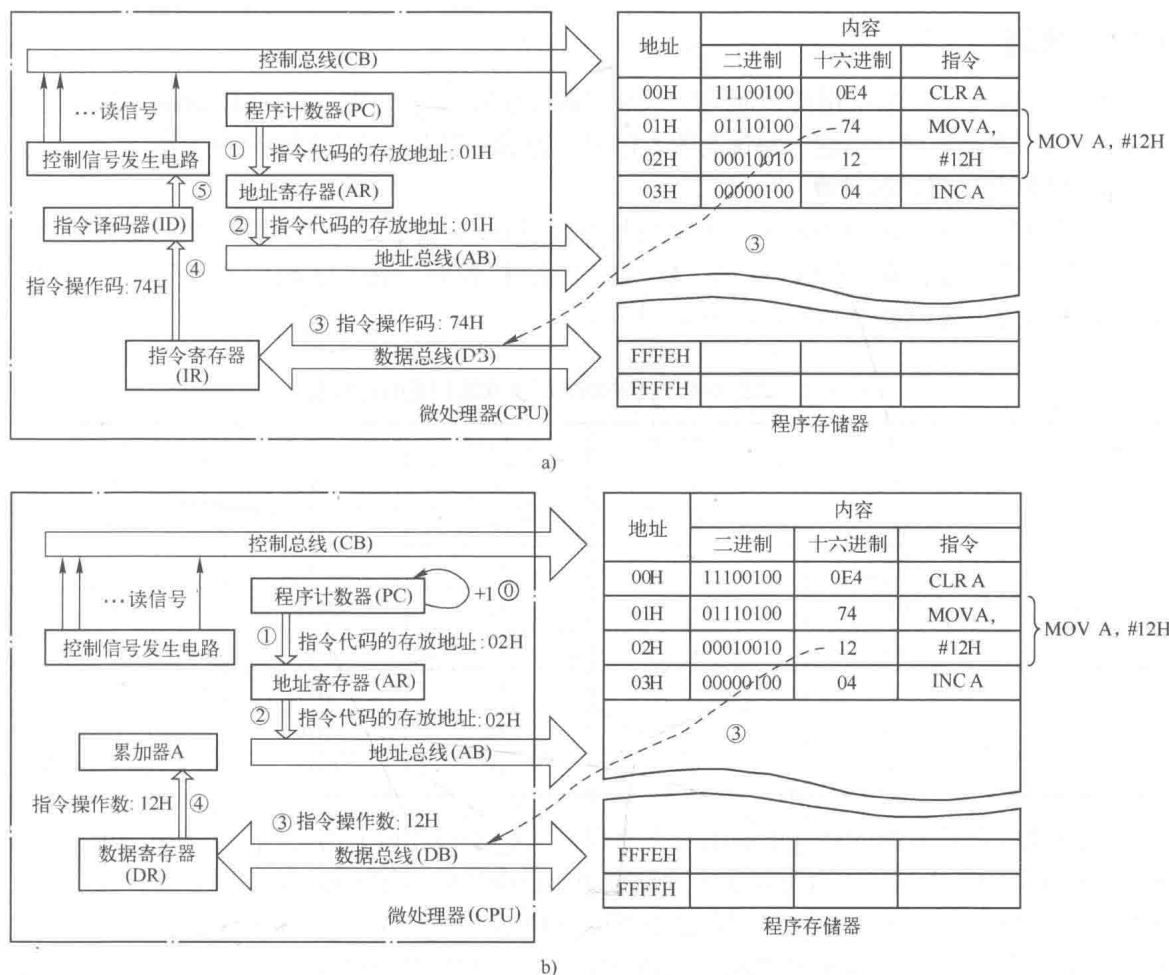 控制总线(CB)
…读信号
程序计数器(PC)
①
指令代码的存放地址:01H
控制信号发生电路
地址寄存器(AR)
⑤
②
指令代码的存放地址:01H
指令译码器(ID)
地址总线(AB)
④
指令操作码:74H
③ 指令操作码:74H
数据总线(DB)
指令寄存器
(IR)
微处理器(CPU)
地址
内容
二进制 十六进制 指令
00H 11100100 0E4 CLR A
01H 01110100 74 MOVA,
02H 00010010 12 #12H
03H 00000100 04 INC A
MOV A, #12H
③
FFFEH
FFFFH
程序存储器
a)
控制总线(CB)
…读信号
程序计数器(PC)
+1 ⓪
①
指令代码的存放地址:02H
控制信号发生电路
地址寄存器(AR)
②
指令代码的存放地址:02H
累加器A
地址总线(AB)
指令操作数:12H ④
③ 指令操作数:12H
数据总线(DB)
数据寄存器
(DR)
微处理器(CPU)
地址
内容
二进制 十六进制 指令
00H 11100100 0E4 CLR A
01H 01110100 74 MOVA,
02H 00010010 12 #12H
03H 00000100 04 INC A
MOV A, #12H
③
FFFEH
FFFFH
程序存储器
b)